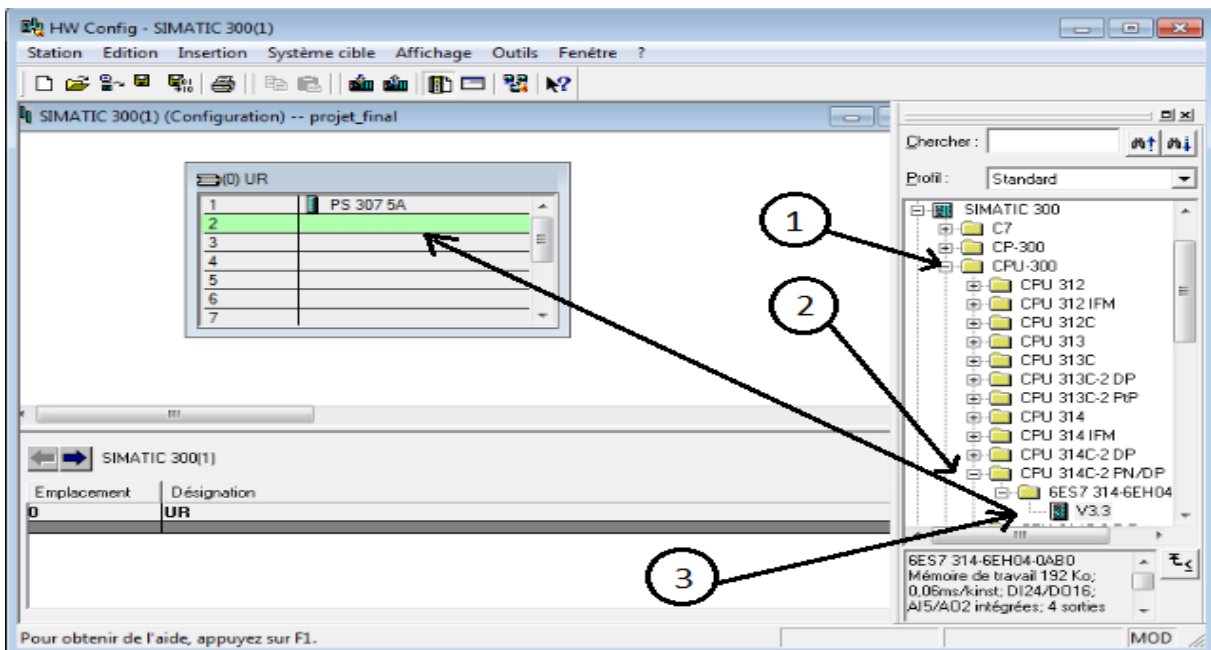 HW Config - SIMATIC 300(1)
Station Edition Insertion Système cible Affichage Outils Fenêtre ?
SIMATIC 300(1) (Configuration) -- projet_final
(0) UR
1 PS 307 5A
2
3
4
5
6
7
SIMATIC 300(1)
Emplacement Désignation
0 UR
Chercher :
Profil : Standard
SIMATIC 300
C7
CP-300
CPU-300
CPU 312
CPU 312 IFM
CPU 312C
CPU 313
CPU 313C
CPU 313C-2 DP
CPU 313C-2 PtP
CPU 314
CPU 314 IFM
CPU 314C-2 DP
CPU 314C-2 PN/DP
6ES7 314-6EH04
V3.3
6ES7 314-6EH04-0AB0
Mémoire de travail 192 Ko;
0,06ms/kinst; DI24/DO16;
AI5/AO2 intégrées; 4 sorties
1
2
3
Pour obtenir de l'aide, appuyez sur F1.
MOD